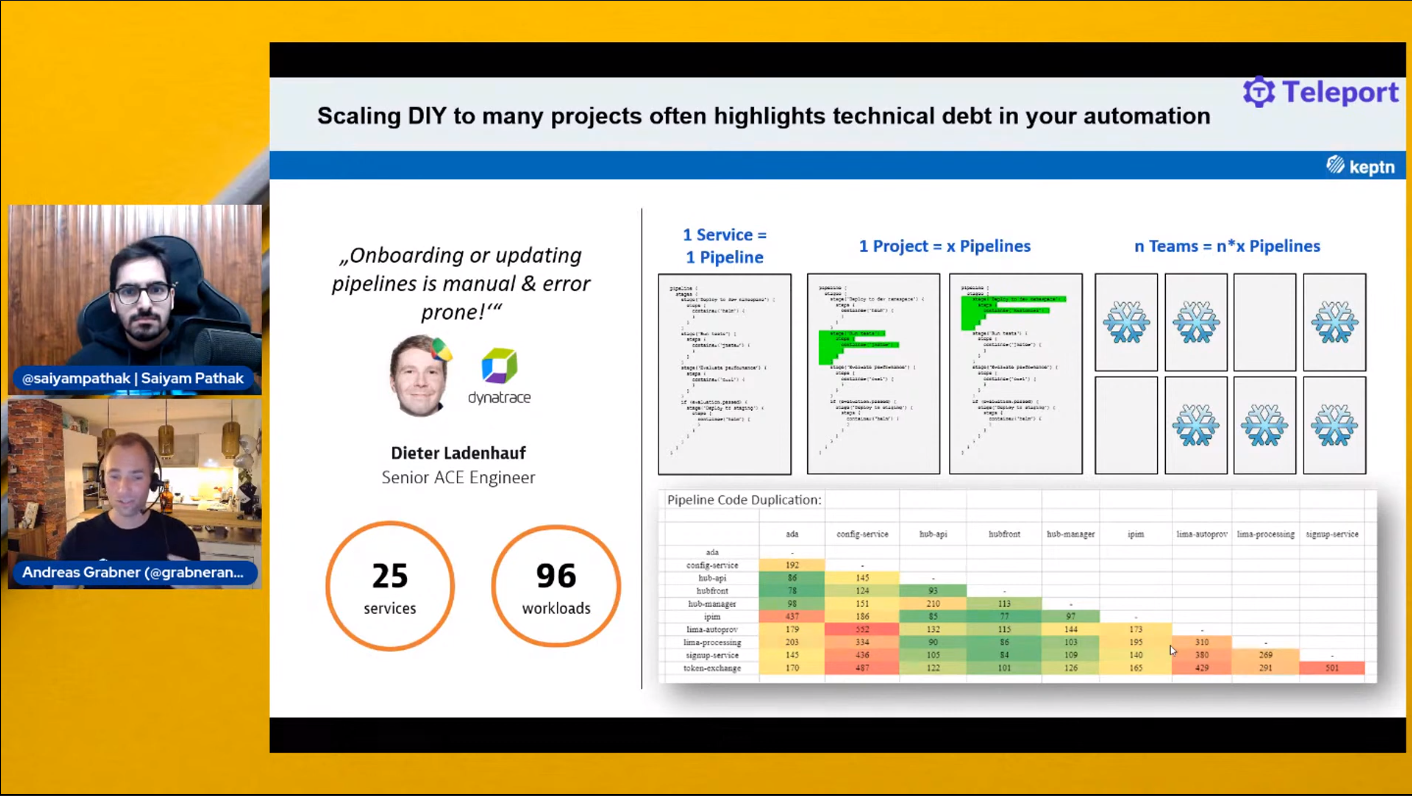 Teleport
Scaling DIY to many projects often highlights technical debt in your automation
keptn
„Onboarding or updating
pipelines is manual & error
prone!‘“
dynatrace
Dieter Ladenhauf
Senior ACE Engineer
25
services
96
workloads
1 Service =
1 Pipeline
1 Project = x Pipelines
n Teams = n*x Pipelines
Pipeline Code Duplication:
ada config-service hub-api hubfront hub-manager ipim lima-autoprov lima-processing signup-service
ada -
config-service 192 -
hub-api 86 145 -
hubfront 78 124 93 -
hub-manager 98 151 210 113 -
ipim 437 186 85 77 97 -
lima-autoprov 179 552 132 115 144 173 -
lima-processing 203 334 90 86 103 195 310 -
signup-service 145 436 105 84 109 140 380 269 -
token-exchange 170 487 122 101 126 165 429 291 501
@saiyampathak | Saiyam Pathak
Andreas Grabner (@grabneran...